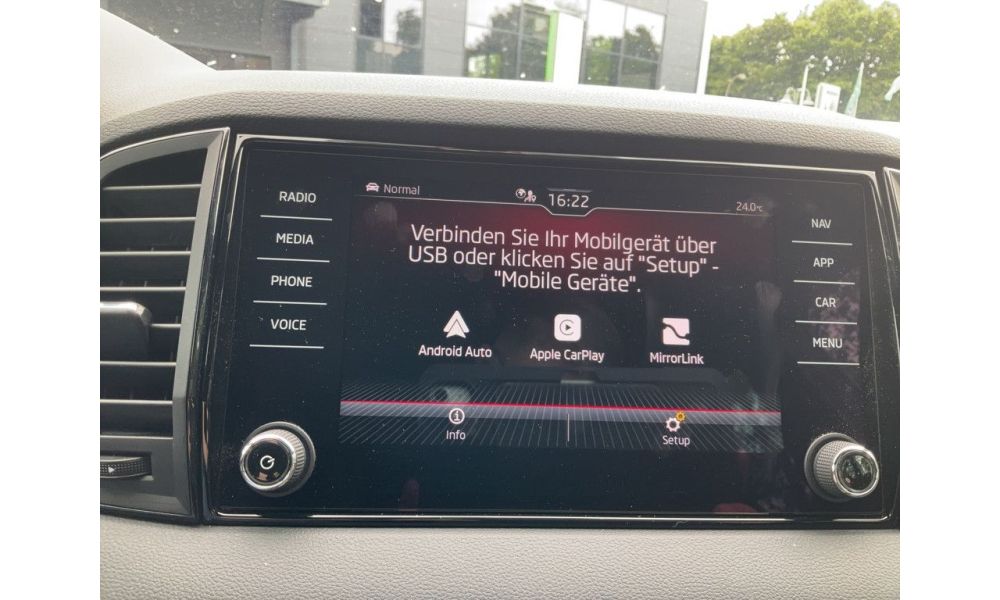 Normal
16:22
24.0°C
RADIO
MEDIA
PHONE
VOICE
Verbinden Sie Ihr Mobilgerät über
USB oder klicken Sie auf "Setup" -
"Mobile Geräte".
Android Auto
Apple CarPlay
MirrorLink
Info
Setup
NAV
APP
CAR
MENU